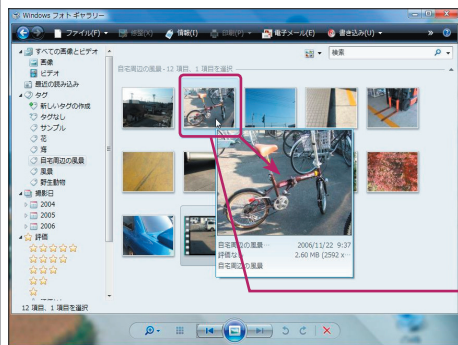 Windows フォト ギャラリー
ファイル(F) 修整(X) 情報(I) 印刷(P) 電子メール(E) 書き込み(U)
すべての画像とビデオ
画像
ビデオ
最近の読み込み
タグ
新しいタグの作成
タグなし
サンプル
花
海
自宅周辺の風景
風景
野生動物
撮影日
2004
2005
2006
評価
検索
自宅周辺の風景 - 12 項目、1 項目を選択
自宅周辺の風景… 2006/11/22 9:37
評価なし 2.60 MB (2592 x…
自宅周辺の風景
12 項目、1 項目を選択